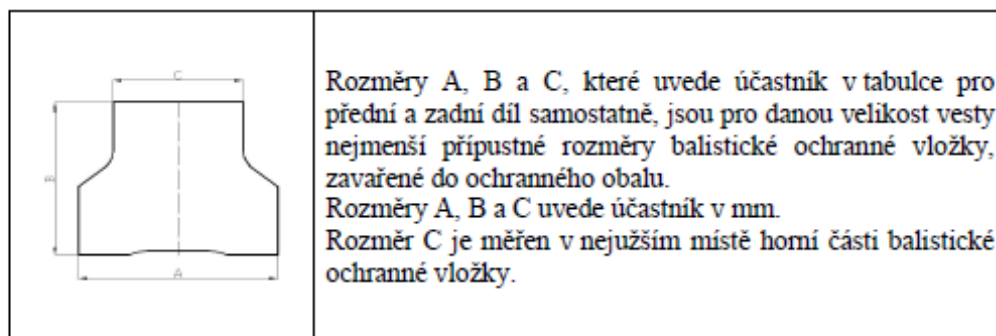 C
B
A
Rozměry A, B a C, které uvede účastník v tabulce pro
přední a zadní díl samostatně, jsou pro danou velikost vesty
nejmenší přípustné rozměry balistické ochranné vložky,
zavařené do ochranného obalu.
Rozměry A, B a C uvede účastník v mm.
Rozměr C je měřen v nejužším místě horní části balistické
ochranné vložky.